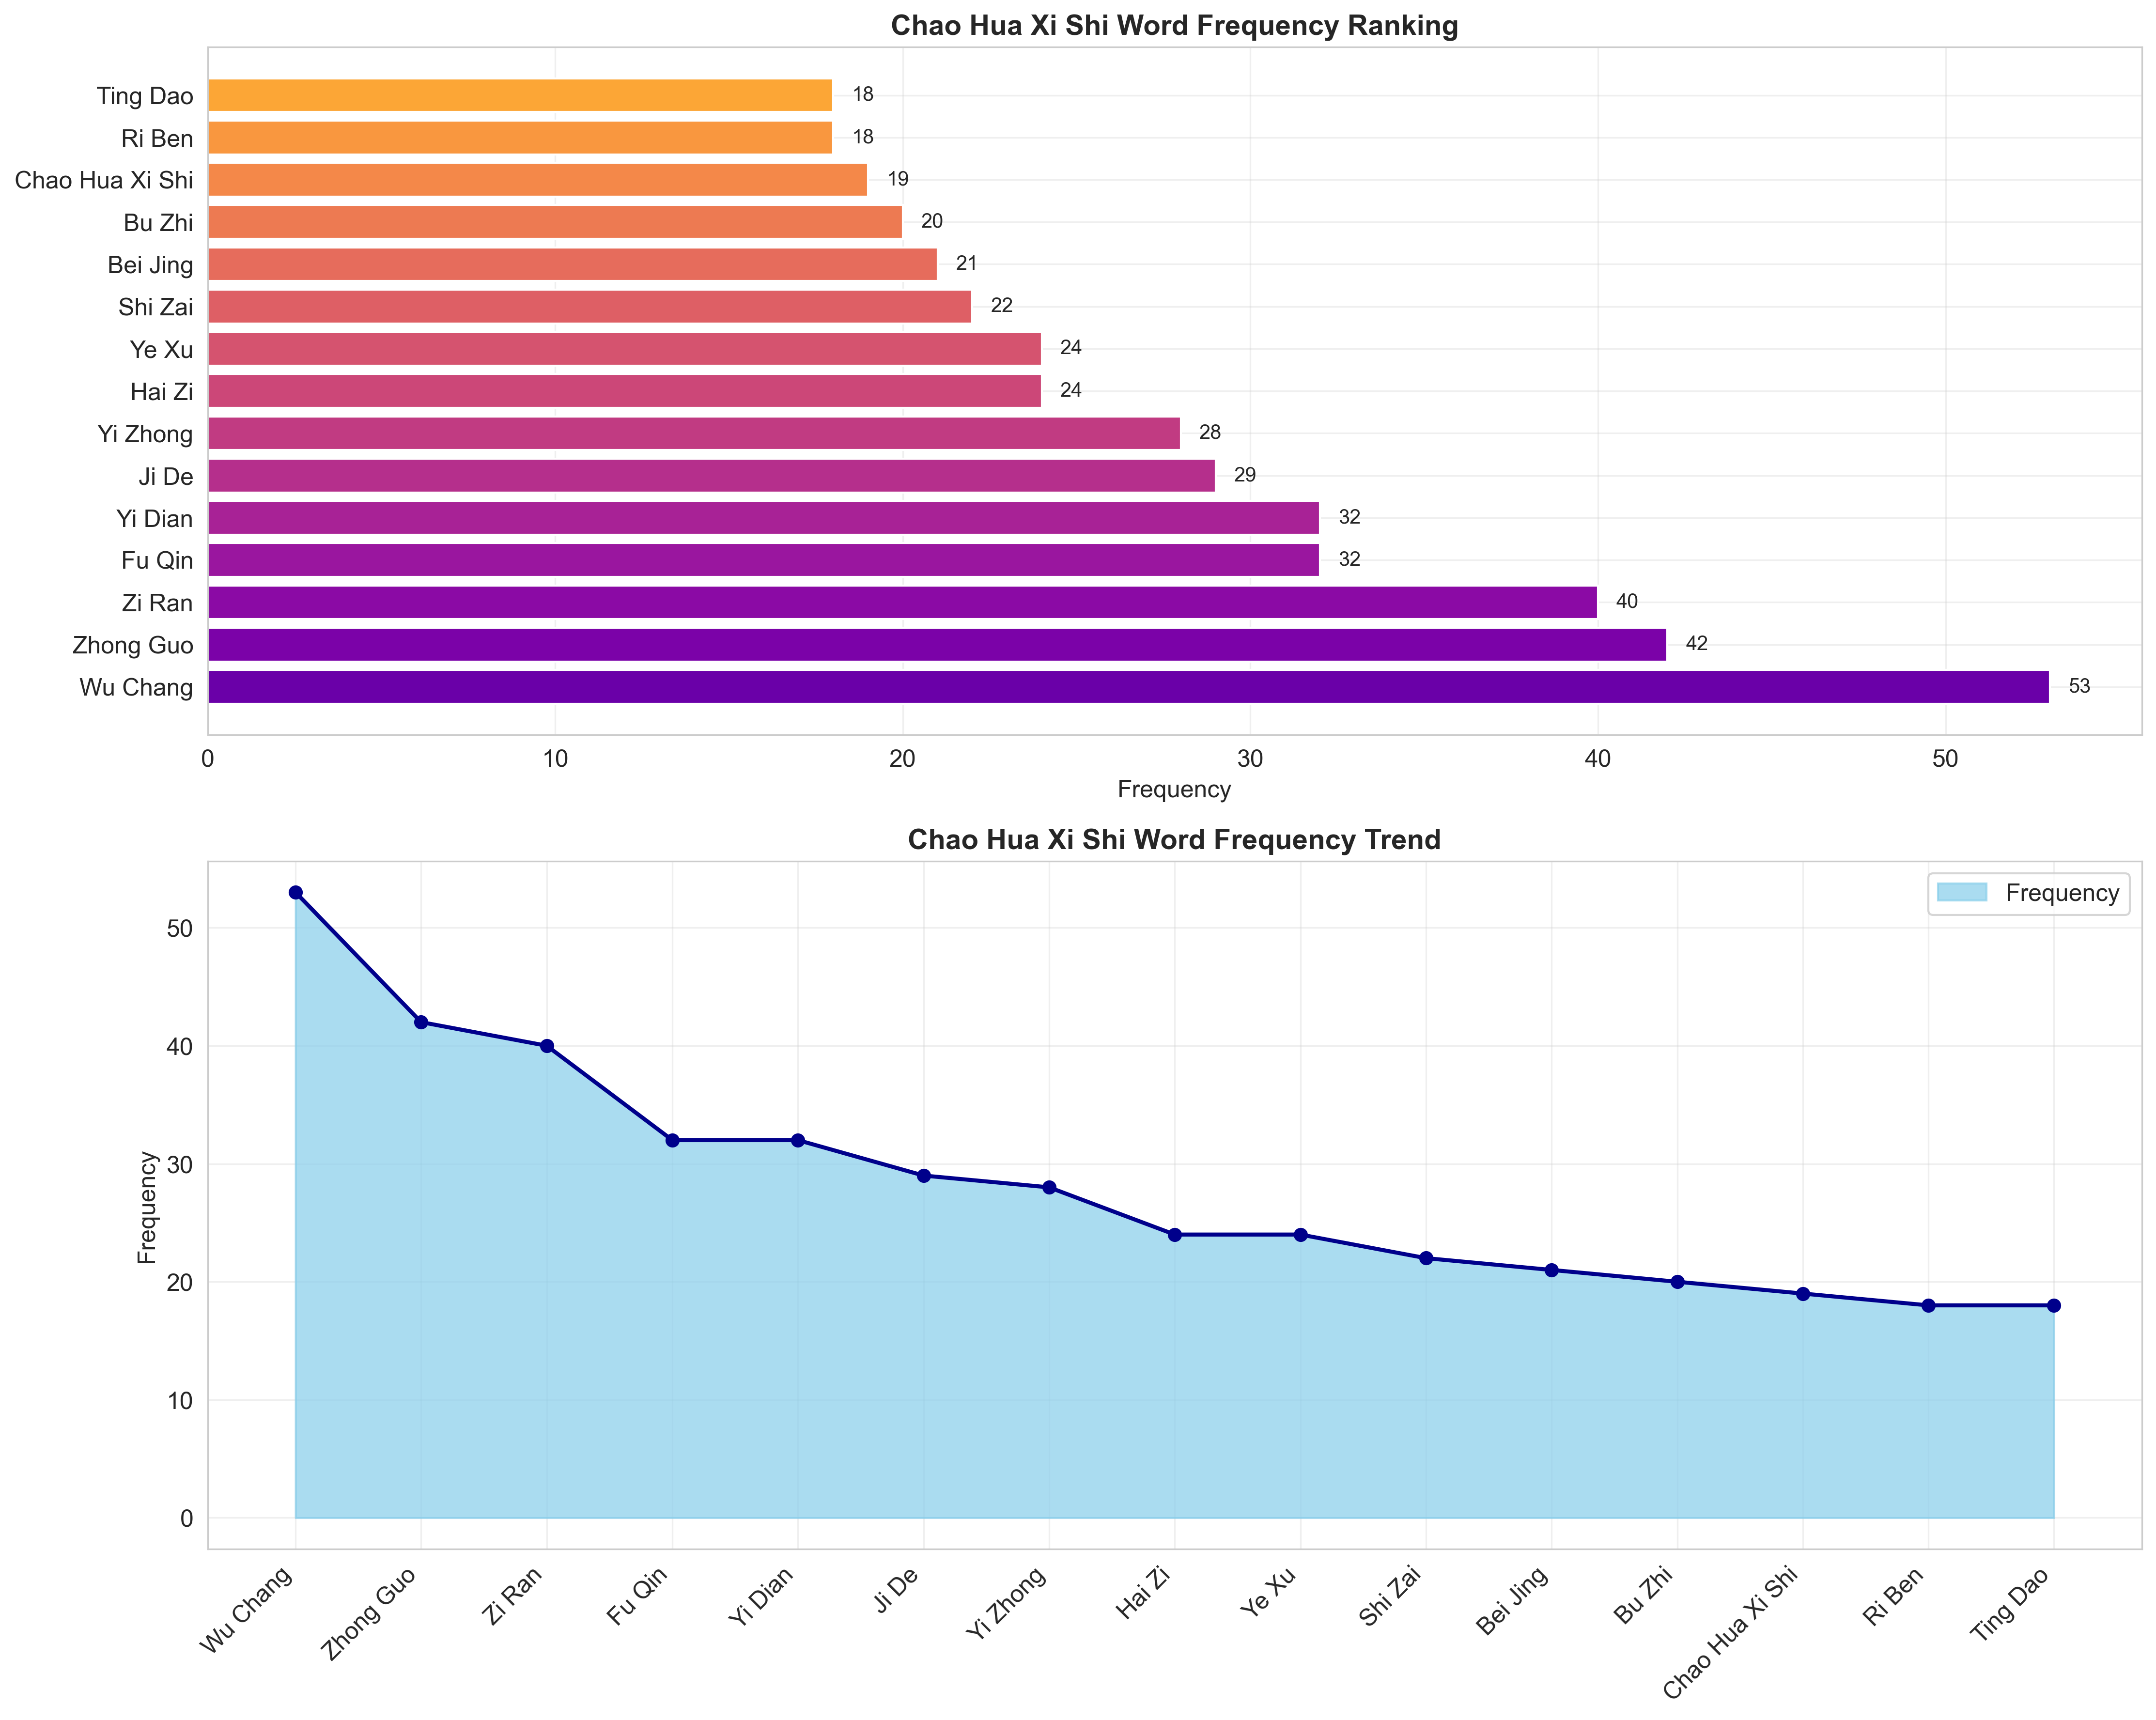 Chao Hua Xi Shi Word Frequency Ranking
Ting Dao 18
Ri Ben 18
Chao Hua Xi Shi 19
Bu Zhi 20
Bei Jing 21
Shi Zai 22
Ye Xu 24
Hai Zi 24
Yi Zhong 28
Ji De 29
Yi Dian 32
Fu Qin 32
Zi Ran 40
Zhong Guo 42
Wu Chang 53
0 10 20 30 40 50
Frequency
Chao Hua Xi Shi Word Frequency Trend
Frequency
50
40
30
20
10
0
Frequency
Wu Chang Zhong Guo Zi Ran Fu Qin Yi Dian Ji De Yi Zhong Hai Zi Ye Xu Shi Zai Bei Jing Bu Zhi Chao Hua Xi Shi Ri Ben Ting Dao